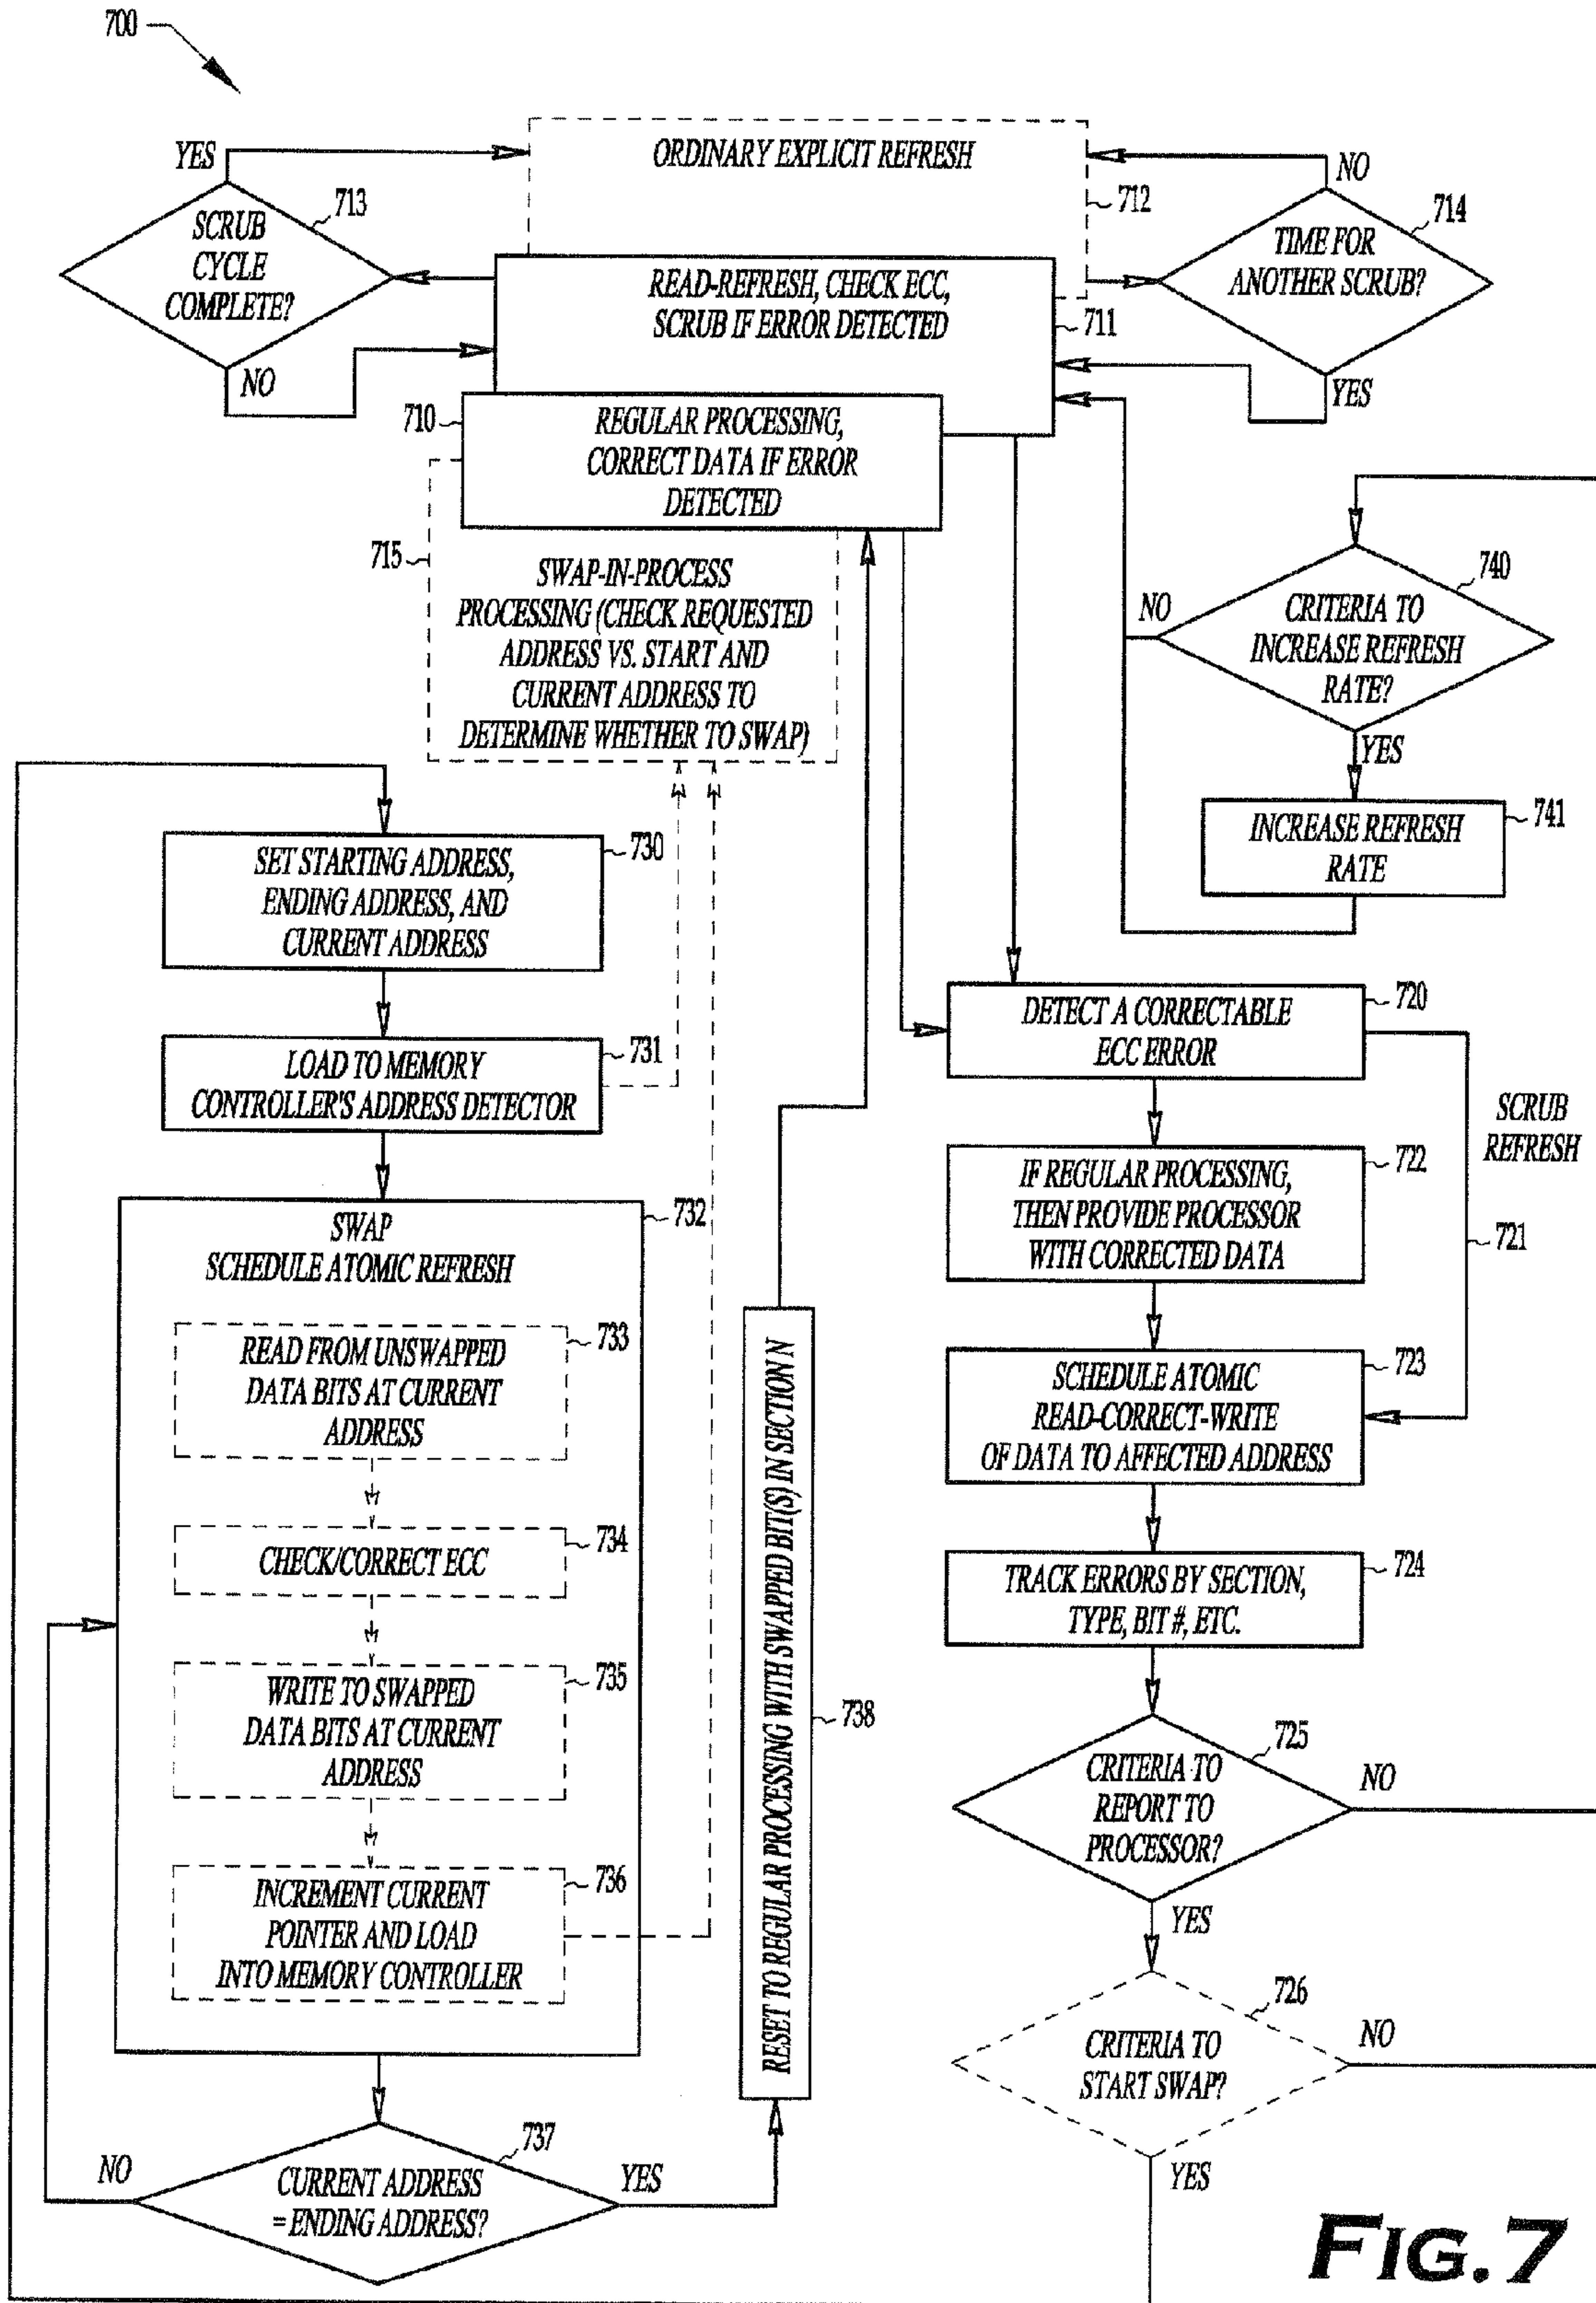 700
ORDINARY EXPLICIT REFRESH
712
YES
713
SCRUB
CYCLE
COMPLETE?
NO
NO
714
TIME FOR
ANOTHER SCRUB?
YES
READ-REFRESH, CHECK ECC,
SCRUB IF ERROR DETECTED
711
710
REGULAR PROCESSING,
CORRECT DATA IF ERROR
DETECTED
715
SWAP-IN-PROCESS
PROCESSING (CHECK REQUESTED
ADDRESS VS. START AND
CURRENT ADDRESS TO
DETERMINE WHETHER TO SWAP)
740
NO
CRITERIA TO
INCREASE REFRESH
RATE?
YES
741
INCREASE REFRESH
RATE
730
SET STARTING ADDRESS,
ENDING ADDRESS, AND
CURRENT ADDRESS
731
LOAD TO MEMORY
CONTROLLER'S ADDRESS DETECTOR
732
SWAP
SCHEDULE ATOMIC REFRESH
733
READ FROM UNSWAPPED
DATA BITS AT CURRENT
ADDRESS
734
CHECK/CORRECT ECC
735
WRITE TO SWAPPED
DATA BITS AT CURRENT
ADDRESS
736
INCREMENT CURRENT
POINTER AND LOAD
INTO MEMORY CONTROLLER
737
NO
CURRENT ADDRESS
= ENDING ADDRESS?
YES
RESET TO REGULAR PROCESSING WITH SWAPPED BIT(S) IN SECTION N
738
720
DETECT A CORRECTABLE
ECC ERROR
SCRUB
REFRESH
721
722
IF REGULAR PROCESSING,
THEN PROVIDE PROCESSOR
WITH CORRECTED DATA
723
SCHEDULE ATOMIC
READ-CORRECT-WRITE
OF DATA TO AFFECTED ADDRESS
724
TRACK ERRORS BY SECTION,
TYPE, BIT #, ETC.
725
CRITERIA TO
REPORT TO
PROCESSOR?
NO
YES
726
CRITERIA TO
START SWAP?
NO
YES
FIG. 7